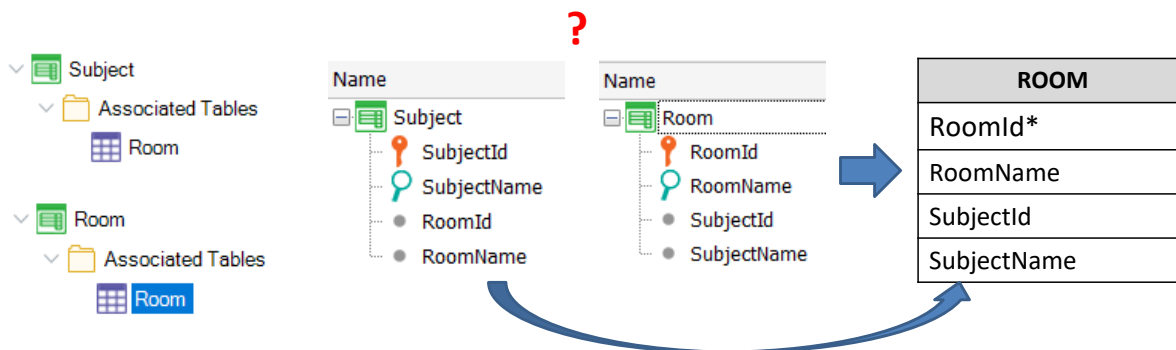 ?
Subject
Associated Tables
Room
Room
Associated Tables
Room
Name
Subject
SubjectId
SubjectName
RoomId
RoomName
Name
Room
RoomId
RoomName
SubjectId
SubjectName
ROOM
RoomId*
RoomName
SubjectId
SubjectName